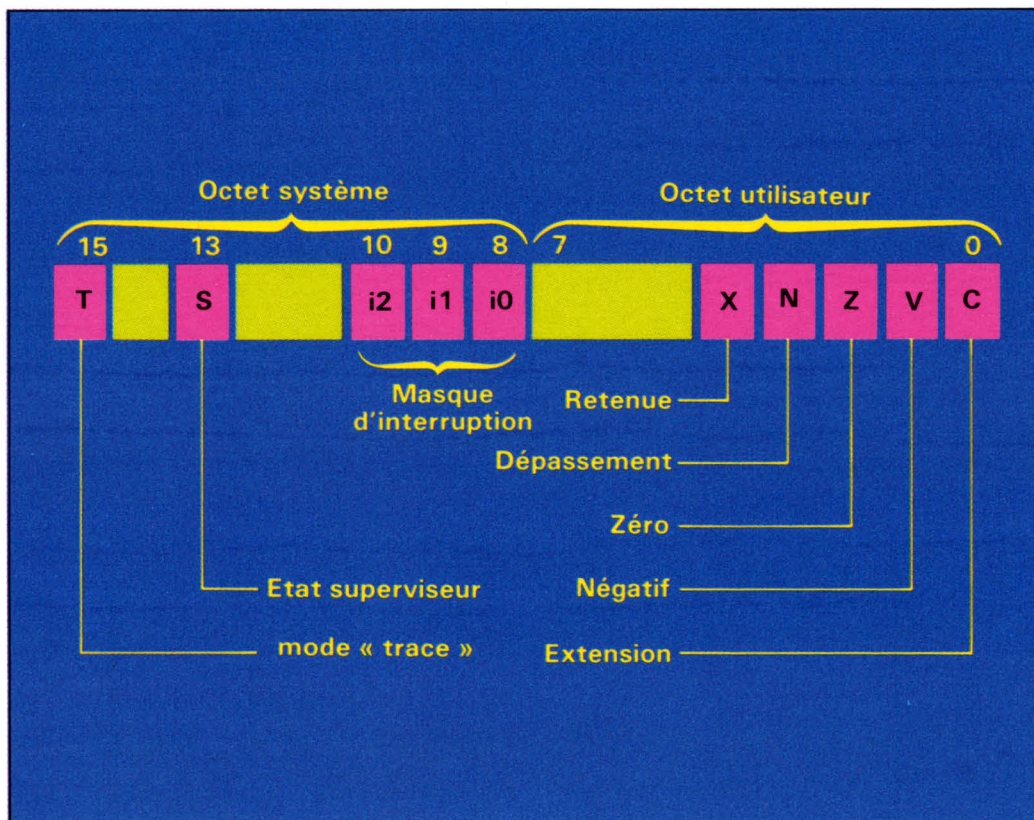 Octet système
Octet utilisateur
15 13 10 9 8 7 0
T S i2 i1 i0 X N Z V C
Masque
d'interruption
Retenue
Dépassement
Zéro
Etat superviseur
Négatif
mode « trace »
Extension